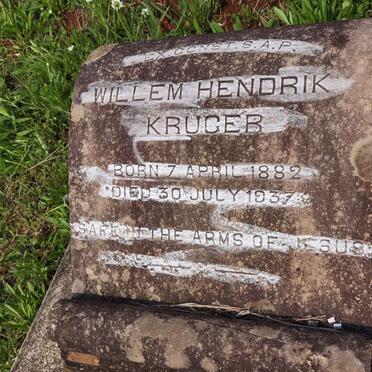 EX CONST S.A.P.
WILLEM HENDRIK
KRUGER
BORN 7 APRIL 1882
DIED 30 JULY 1937
SAFE IN THE ARMS OF JESUS